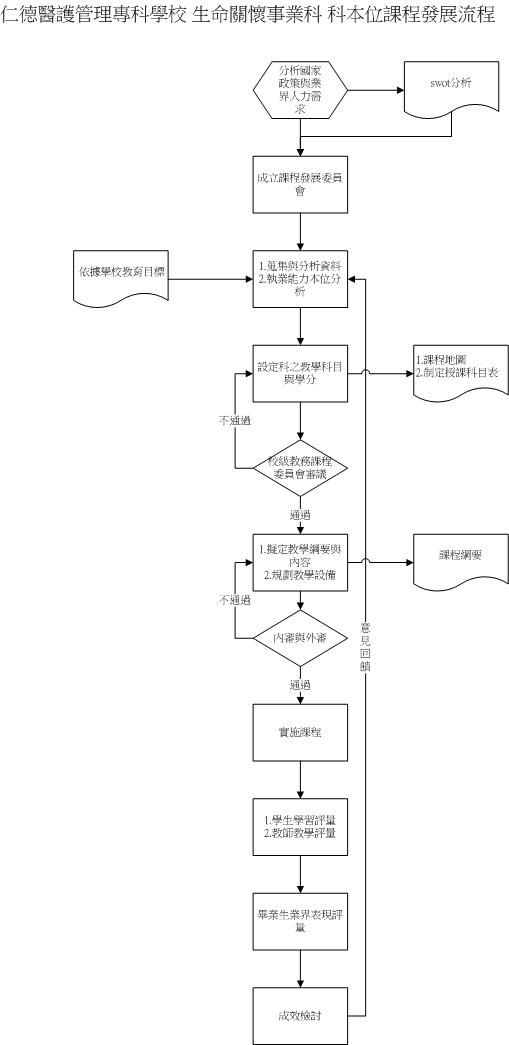 仁德醫護管理專科學校 生命關懷事業科 科本位課程發展流程
分析國家
政策與業
界人力需
求
swot分析
成立課程發展委員
會
依據學校教育目標
1.蒐集與分析資料
2.執業能力本位分
析
設定科之教學科目
與學分
1.課程地圖
2.制定授課科目表
不通過
校級教務課程
委員會審議
通過
1.擬定教學綱要與
內容
2.規劃教學設備
課程綱要
不通過
內審與外審
意
見
回
饋
通過
實施課程
1.學生學習評量
2.教師教學評量
畢業生業界表現評
量
成效檢討